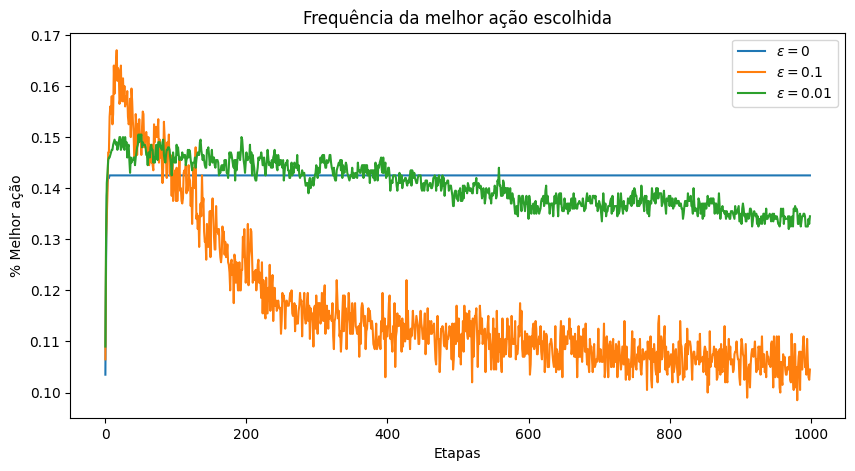 Frequência da melhor ação escolhida
% Melhor ação
0.17
0.16
0.15
0.14
0.13
0.12
0.11
0.10
ε = 0
ε = 0.1
ε = 0.01
0
200
400
600
800
1000
Etapas